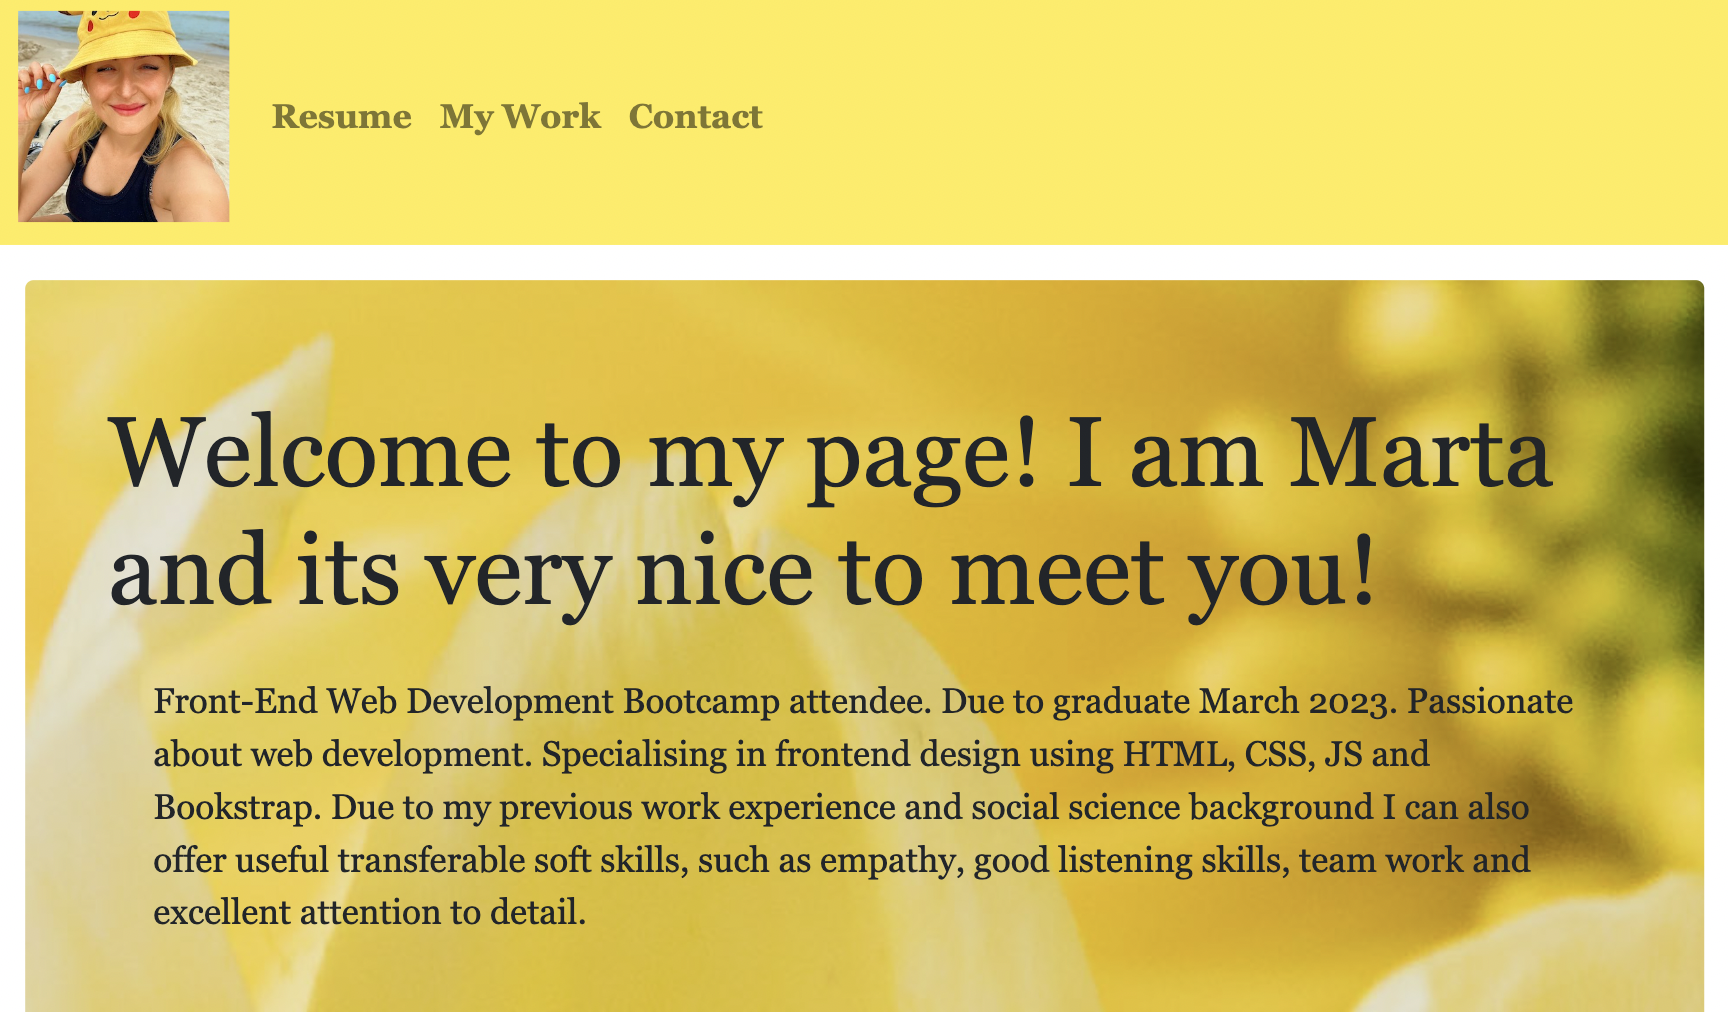 Resume My Work Contact
Welcome to my page! I am Marta
and its very nice to meet you!
Front-End Web Development Bootcamp attendee. Due to graduate March 2023. Passionate
about web development. Specialising in frontend design using HTML, CSS, JS and
Bookstrap. Due to my previous work experience and social science background I can also
offer useful transferable soft skills, such as empathy, good listening skills, team work and
excellent attention to detail.